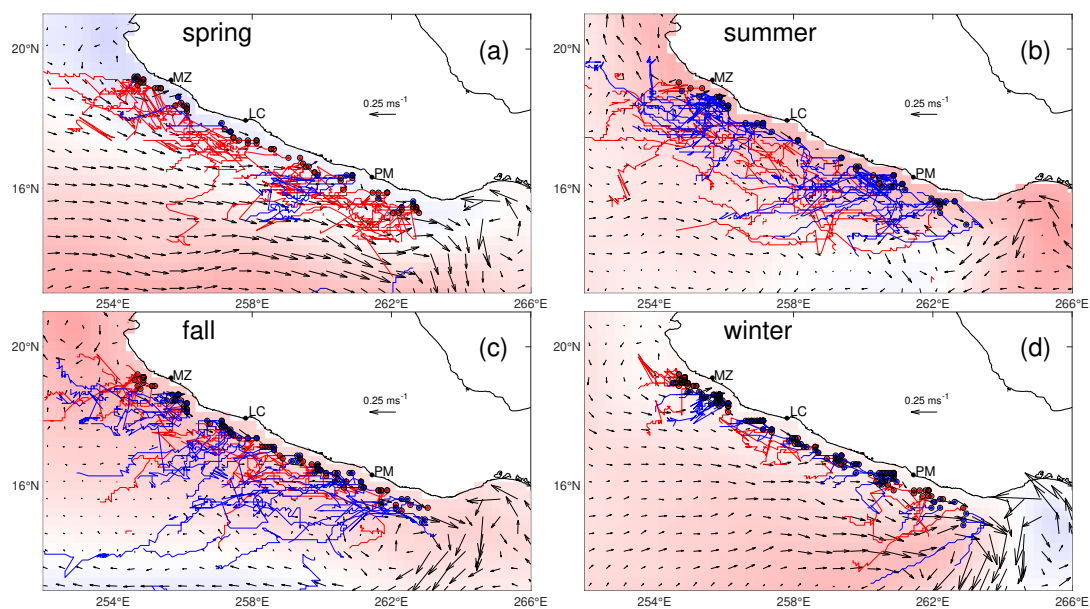 spring
(a)
20°N
MZ
LC
0.25 ms⁻¹
PM
16°N
254°E
258°E
262°E
266°E
summer
(b)
20°N
MZ
LC
0.25 ms⁻¹
PM
16°N
254°E
258°E
262°E
266°E
fall
(c)
20°N
MZ
LC
0.25 ms⁻¹
PM
16°N
254°E
258°E
262°E
266°E
winter
(d)
20°N
MZ
LC
0.25 ms⁻¹
PM
16°N
254°E
258°E
262°E
266°E